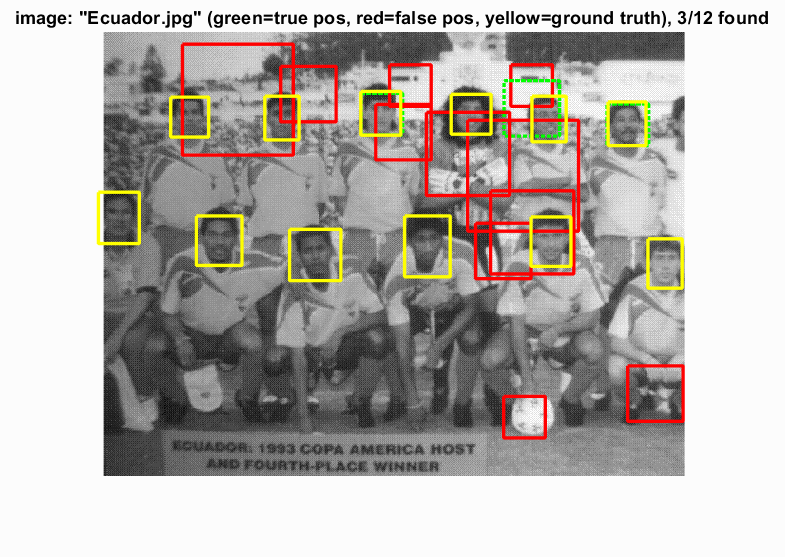 image: "Ecuador.jpg" (green=true pos, red=false pos, yellow=ground truth), 3/12 found
ECUADOR: 1993 COPA AMERICA HOST
AND FOURTH-PLACE WINNER